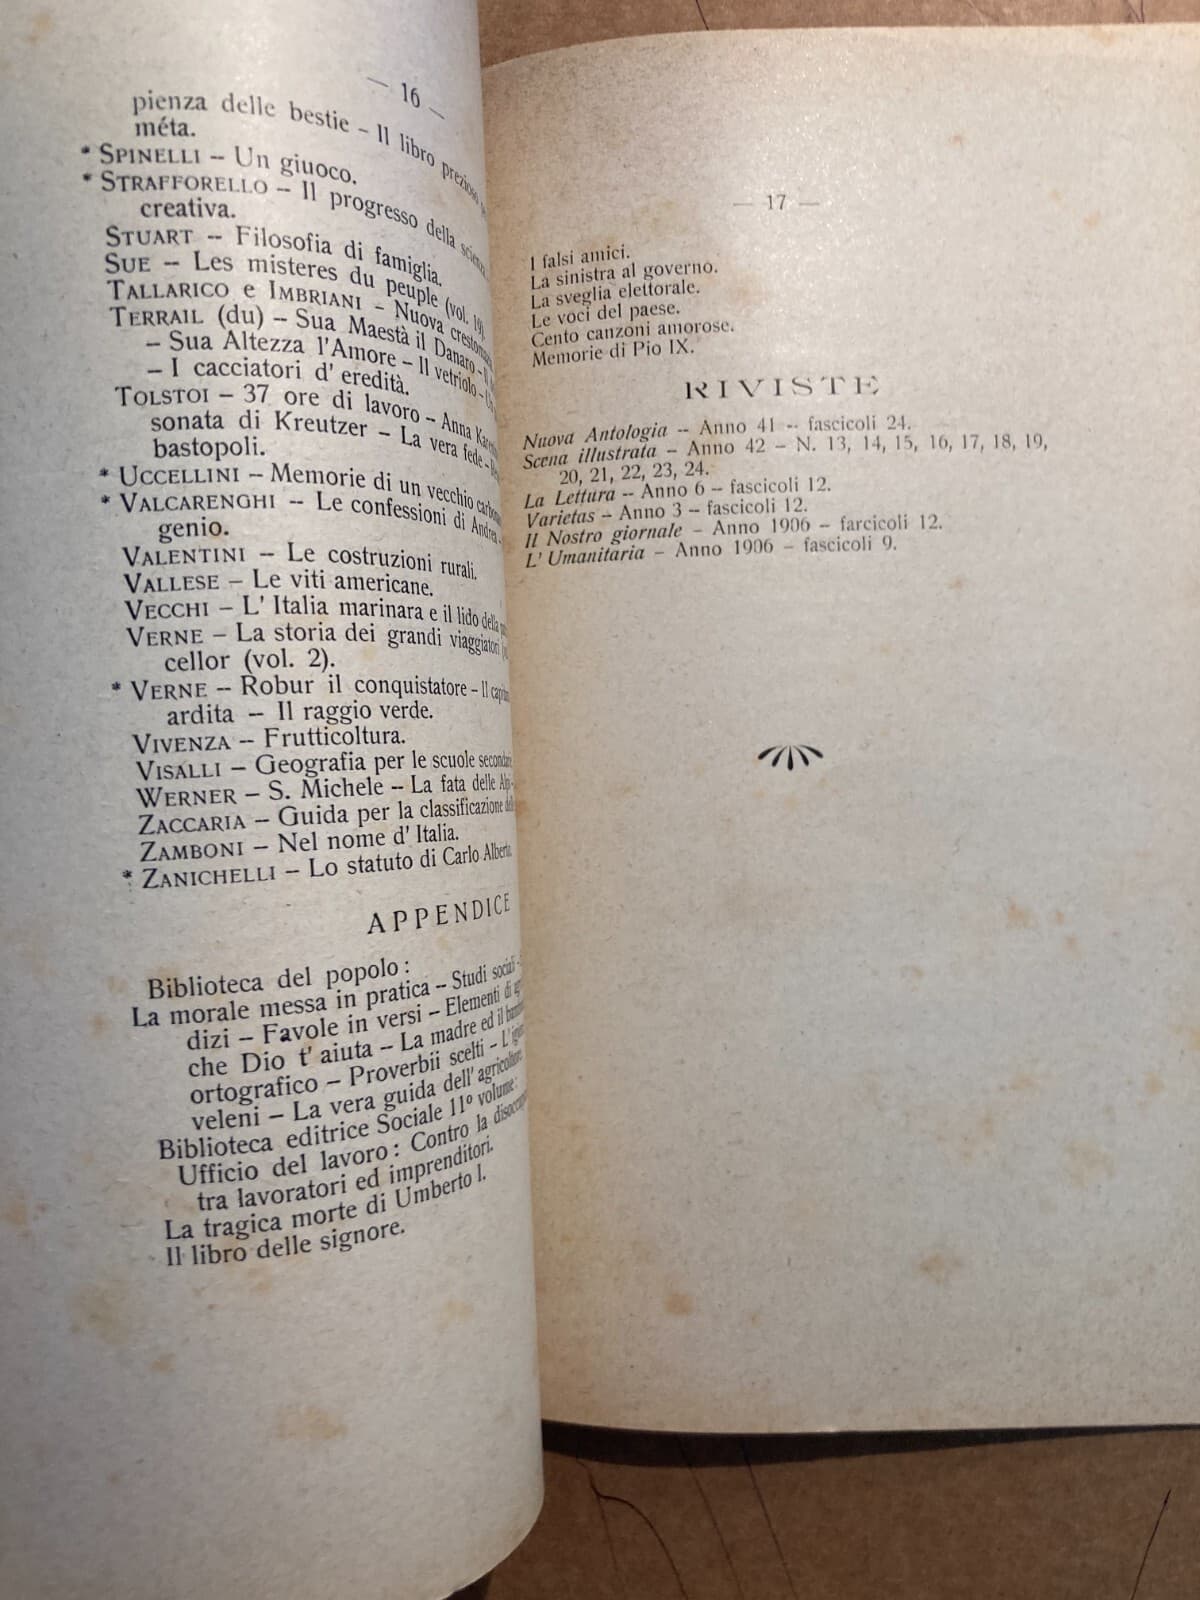 — 16 —
pienza delle bestie – Il libro prezioso
méta.
* SPINELLI – Un giuoco.
* STRAFFORELLO – Il progresso della scienza
creativa.
STUART – Filosofia di famiglia.
SUE – Les misteres du peuple (vol. 19).
TALLARICO e IMBRIANI – Nuova
TERRAIL (du) – Sua Maestà il Danaro –
– Sua Altezza l'Amore – Il vetriolo –
– I cacciatori d' eredità.
TOLSTOI – 37 ore di lavoro – Anna
sonata di Kreutzer – La vera fede –
bastopoli.
* UCCELLINI – Memorie di un vecchio
* VALCARENGHI – Le confessioni di Andrea –
genio.
VALENTINI – Le costruzioni rurali.
VALLESE – Le viti americane.
VECCHI – L' Italia marinara e il lido della
VERNE – La storia dei grandi viaggiatori
cellor (vol. 2).
* VERNE – Robur il conquistatore – Il
ardita – Il raggio verde.
VIVENZA – Frutticoltura.
VISALLI – Geografia per le scuole
WERNER – S. Michele – La fata delle Alpi –
ZACCARIA – Guida per la classificazione
ZAMBONI – Nel nome d' Italia.
* ZANICHELLI – Lo statuto di Carlo Alberto.
APPENDICE
Biblioteca del popolo :
La morale messa in pratica – Studi sociali –
dizi – Favole in versi – Elementi di
che Dio t' aiuta – La madre ed il
ortografico – Proverbii scelti –
veleni – La vera guida dell' agricoltore.
Biblioteca editrice Sociale 11º volume :
Ufficio del lavoro : Contro la
tra lavoratori ed imprenditori.
La tragica morte di Umberto I.
Il libro delle signore.
— 17 —
I falsi amici.
La sinistra al governo.
La sveglia elettorale.
Le voci del paese.
Cento canzoni amorose.
Memorie di Pio IX.
RIVISTE
Nuova Antologia – Anno 41 – fascicoli 24.
Scena illustrata – Anno 42 – N. 13, 14, 15, 16, 17, 18, 19,
20, 21, 22, 23, 24.
La Lettura – Anno 6 – fascicoli 12.
Varietas – Anno 3 – fascicoli 12.
Il Nostro giornale – Anno 1906 – farcicoli 12.
L' Umanitaria – Anno 1906 – fascicoli 9.